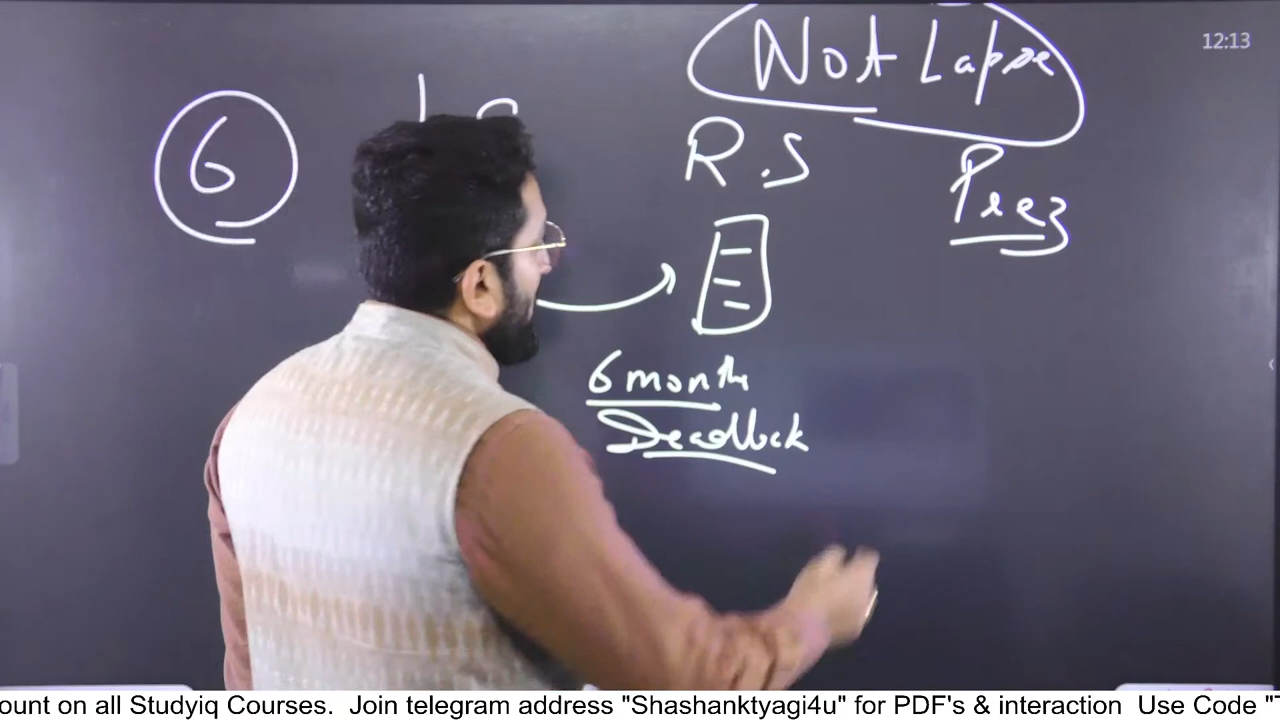 12:13
Not Lapse
6
R.S
Prez
6 months
Deadlock
ount on all Studyiq Courses. Join telegram address "Shashanktyagi4u" for PDF's & interaction Use Code "